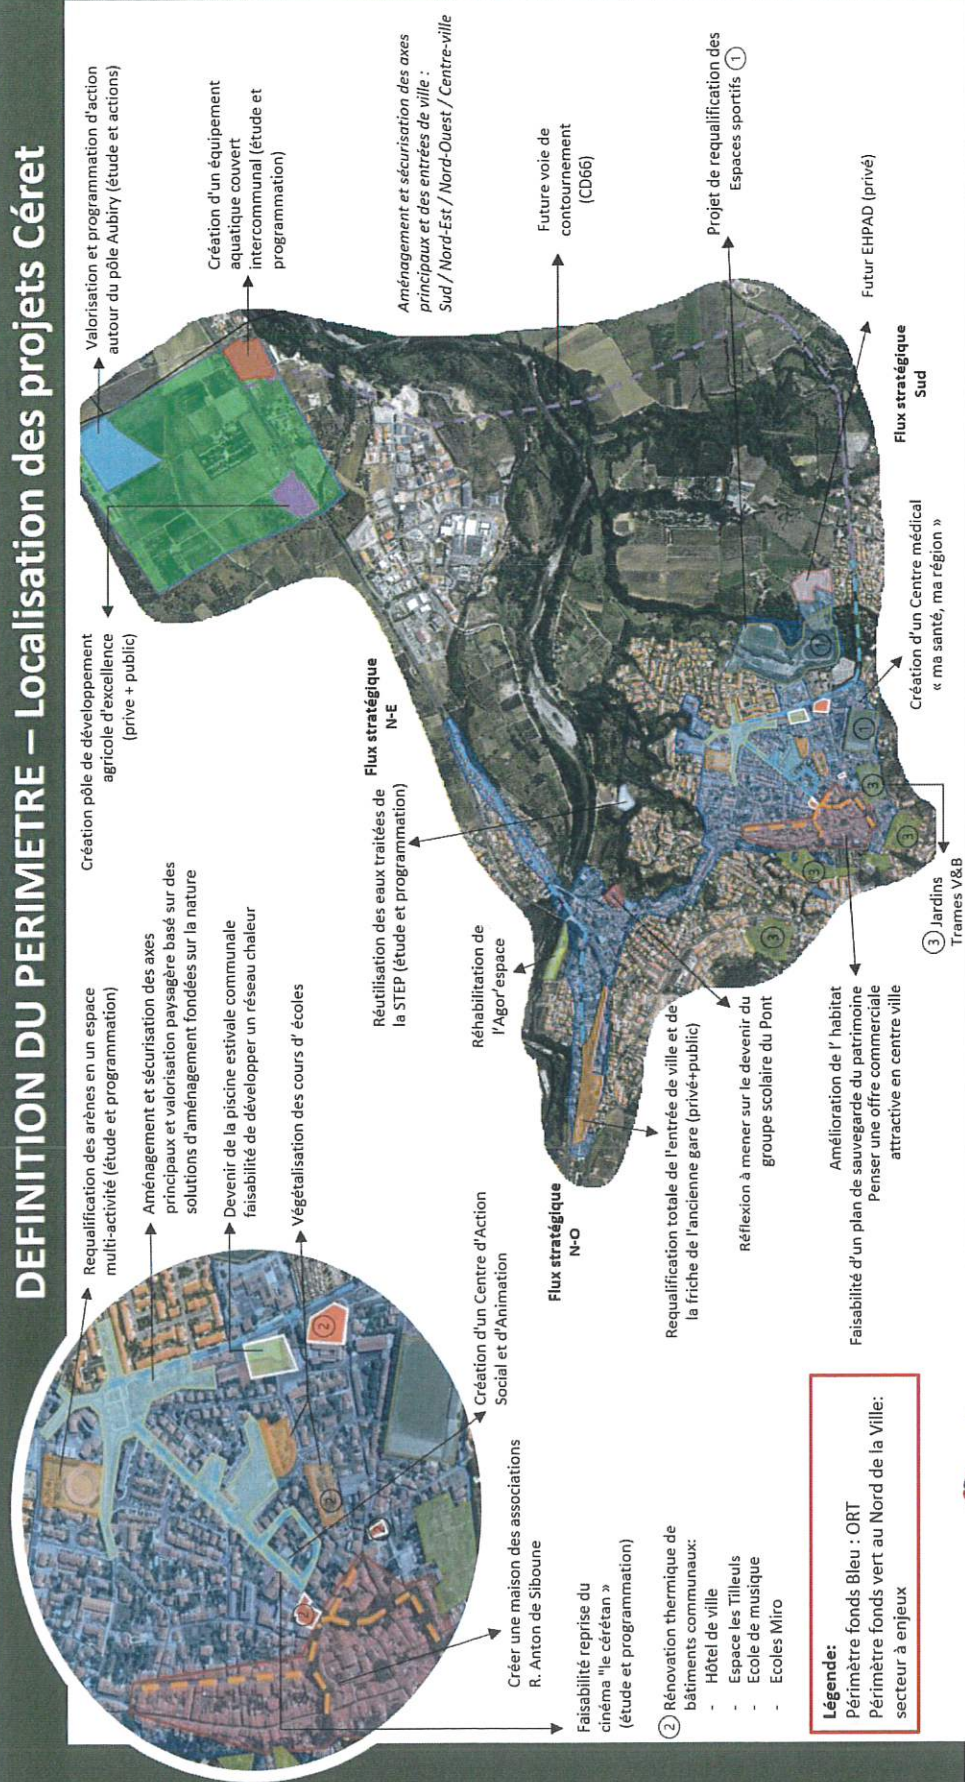 DEFINITION DU PERIMETRE – Localisation des projets Céret
Requalification des arènes en un espace
multi-activité (étude et programmation)
Aménagement et sécurisation des axes
principaux et valorisation paysagère basé sur des
solutions d'aménagement fondées sur la nature
Devenir de la piscine estivale communale
faisabilité de développer un réseau chaleur
Végétalisation des cours d' écoles
Création d'un Centre d'Action
Social et d'Animation
Créer une maison des associations
R. Anton de Siboune
Faisabilité reprise du
cinéma "le cérétan »
(étude et programmation)
2 Rénovation thermique de
bâtiments communaux:
- Hôtel de ville
- Espace les Tilleuls
- Ecole de musique
- Ecoles Miro
2
2
2
2
Légende:
Périmètre fonds Bleu : ORT
Périmètre fonds vert au Nord de la Ville:
secteur à enjeux
Création pôle de développement
agricole d'excellence
(prive + public)
Valorisation et programmation d'action
autour du pôle Aubiry (étude et actions)
Création d'un équipement
aquatique couvert
intercommunal (étude et
programmation)
Aménagement et sécurisation des axes
principaux et des entrées de ville :
Sud / Nord-Est / Nord-Ouest / Centre-ville
Future voie de
contournement
(CD66)
Projet de requalification des
Espaces sportifs 1
Futur EHPAD (privé)
Flux stratégique
Sud
Création d'un Centre médical
« ma santé, ma région »
Flux stratégique
N-E
Réutilisation des eaux traitées de
la STEP (étude et programmation)
Réhabilitation de
l'Agor'espace
Flux stratégique
N-O
Requalification totale de l'entrée de ville et de
la friche de l'ancienne gare (privé+public)
Réflexion à mener sur le devenir du
groupe scolaire du Pont
Amélioration de l' habitat
Faisabilité d'un plan de sauvegarde du patrimoine
Penser une offre commerciale
attractive en centre ville
3 Jardins
Trames V&B
1
1
3
3
3
3